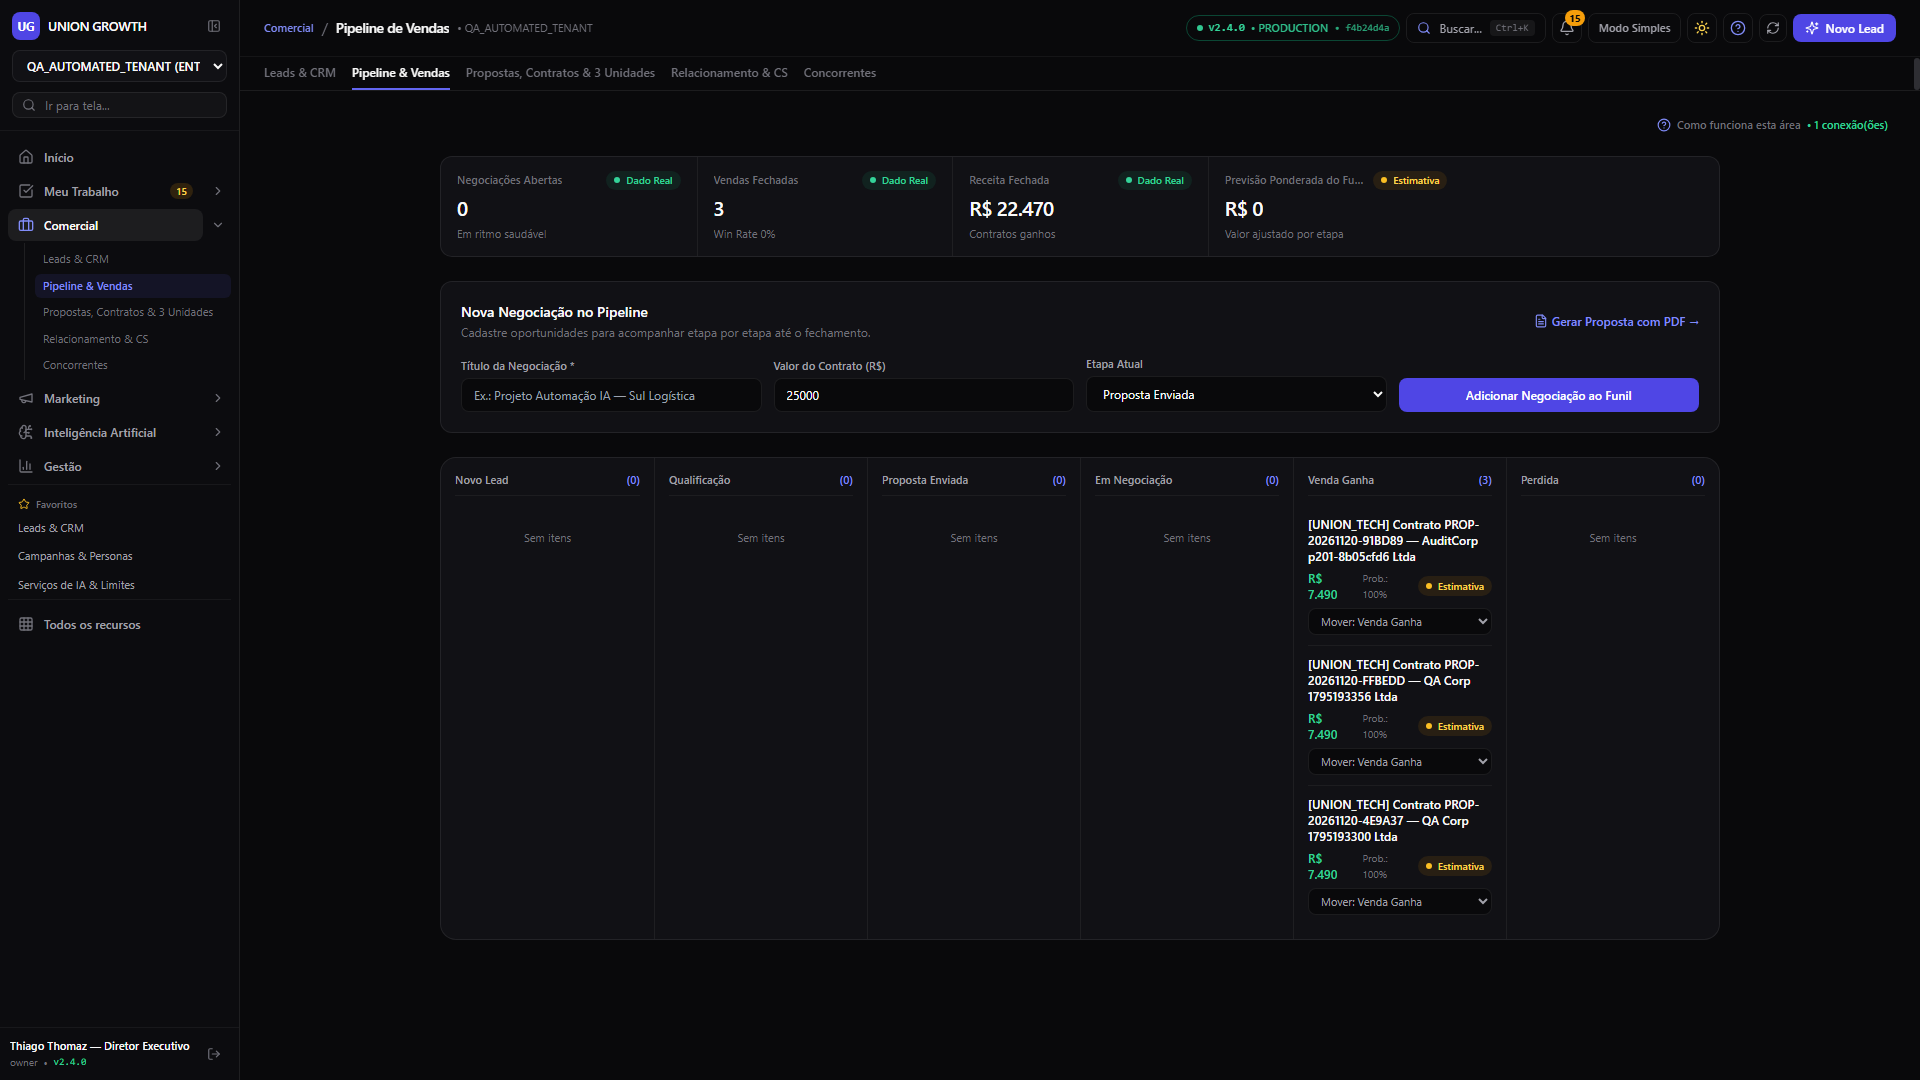 UG UNION GROWTH
QA_AUTOMATED_TENANT (ENT
Ir para tela...
Início
Meu Trabalho 15
Comercial
Leads & CRM
Pipeline & Vendas
Propostas, Contratos & 3 Unidades
Relacionamento & CS
Concorrentes
Marketing
Inteligência Artificial
Gestão
Favoritos
Leads & CRM
Campanhas & Personas
Serviços de IA & Limites
Todos os recursos
Thiago Thomaz — Diretor Executivo
owner • v2.4.0
Comercial / Pipeline de Vendas • QA_AUTOMATED_TENANT
v2.4.0 • PRODUCTION • f4b24d4a
Buscar... Ctrl+K
15
Modo Simples
Novo Lead
Leads & CRM Pipeline & Vendas Propostas, Contratos & 3 Unidades Relacionamento & CS Concorrentes
Como funciona esta área • 1 conexão(ões)
Negociações Abertas Dado Real
0
Em ritmo saudável
Vendas Fechadas Dado Real
3
Win Rate 0%
Receita Fechada Dado Real
R$ 22.470
Contratos ganhos
Previsão Ponderada do Fu... Estimativa
R$ 0
Valor ajustado por etapa
Nova Negociação no Pipeline
Cadastre oportunidades para acompanhar etapa por etapa até o fechamento.
Gerar Proposta com PDF →
Título da Negociação *
Ex.: Projeto Automação IA — Sul Logística
Valor do Contrato (R$)
25000
Etapa Atual
Proposta Enviada
Adicionar Negociação ao Funil
Novo Lead (0)
Sem itens
Qualificação (0)
Sem itens
Proposta Enviada (0)
Sem itens
Em Negociação (0)
Sem itens
Venda Ganha (3)
[UNION_TECH] Contrato PROP-
20261120-91BD89 — AuditCorp
p201-8b05cfd6 Ltda
R$ 7.490 Prob.: 100% Estimativa
Mover: Venda Ganha
[UNION_TECH] Contrato PROP-
20261120-FFBEDD — QA Corp
1795193356 Ltda
R$ 7.490 Prob.: 100% Estimativa
Mover: Venda Ganha
[UNION_TECH] Contrato PROP-
20261120-4E9A37 — QA Corp
1795193300 Ltda
R$ 7.490 Prob.: 100% Estimativa
Mover: Venda Ganha
Perdida (0)
Sem itens